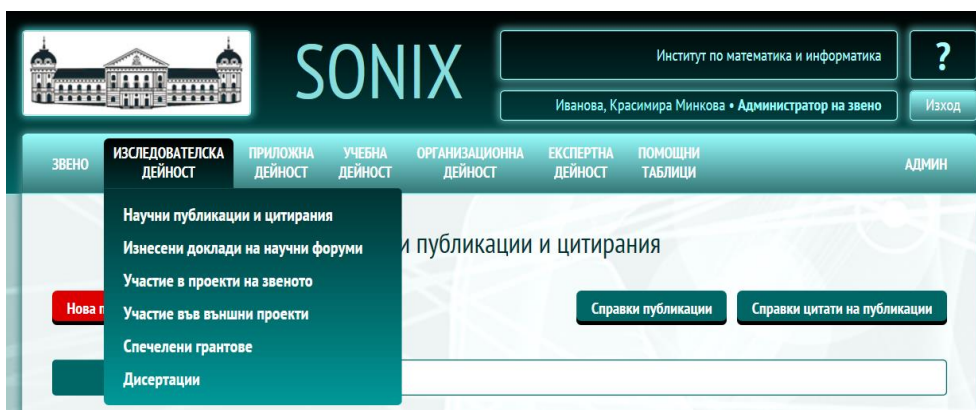 SONIX
Институт по математика и информатика
?
Иванова, Красимира Минкова • Администратор на звено
Изход
ЗВЕНО
ИЗСЛЕДОВАТЕЛСКА
ДЕЙНОСТ
ПРИЛОЖНА
ДЕЙНОСТ
УЧЕБНА
ДЕЙНОСТ
ОРГАНИЗАЦИОННА
ДЕЙНОСТ
ЕКСПЕРТНА
ДЕЙНОСТ
ПОМОЩНИ
ТАБЛИЦИ
АДМИН
Научни публикации и цитирания
Изнесени доклади на научни форуми
Участие в проекти на звеното
Участие във външни проекти
Спечелени грантове
Дисертации
и публикации и цитирания
Нова
Справки публикации
Справки цитати на публикации